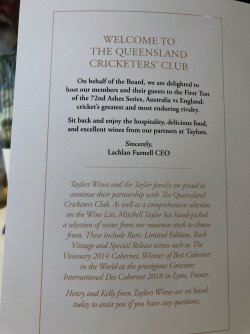 WELCOME TO
THE QUEENSLAND
CRICKETERS' CLUB
On behalf of the Board, we are delighted to
host our members and their guests to the First Test
of the 72nd Ashes Series, Australia vs England:
cricket's greatest and most enduring rivalry.
Sit back and enjoy the hospitality, delicious food,
and excellent wines from our partners at Taylors.
Sincerely,
Lachlan Furnell CEO
Taylors Wines and the Taylor family are proud to
continue their partnership with The Queensland
Cricketers Club. As well as a comprehensive selection
on the Wine List, Mitchell Taylor has hand-picked
a selection of wines from our museum stock to choose
from. These include Rare, Limited Edition, Back
Vintage and Special Release wines such as The
Visionary 2014 Cabernet. Winner of Best Cabernet
in the World at the prestigious Concours
International Des Cabernet 2018 in Lyon, France.
Henry and Kelly from Taylors Wines are on hand
today to assist you if you have any questions.